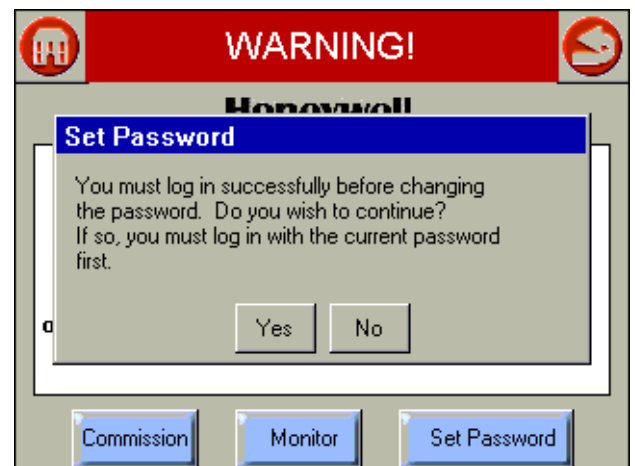 WARNING!
Honeywell
Set Password
You must log in successfully before changing
the password. Do you wish to continue?
If so, you must log in with the current password
first.
Yes No
Commission Monitor Set Password